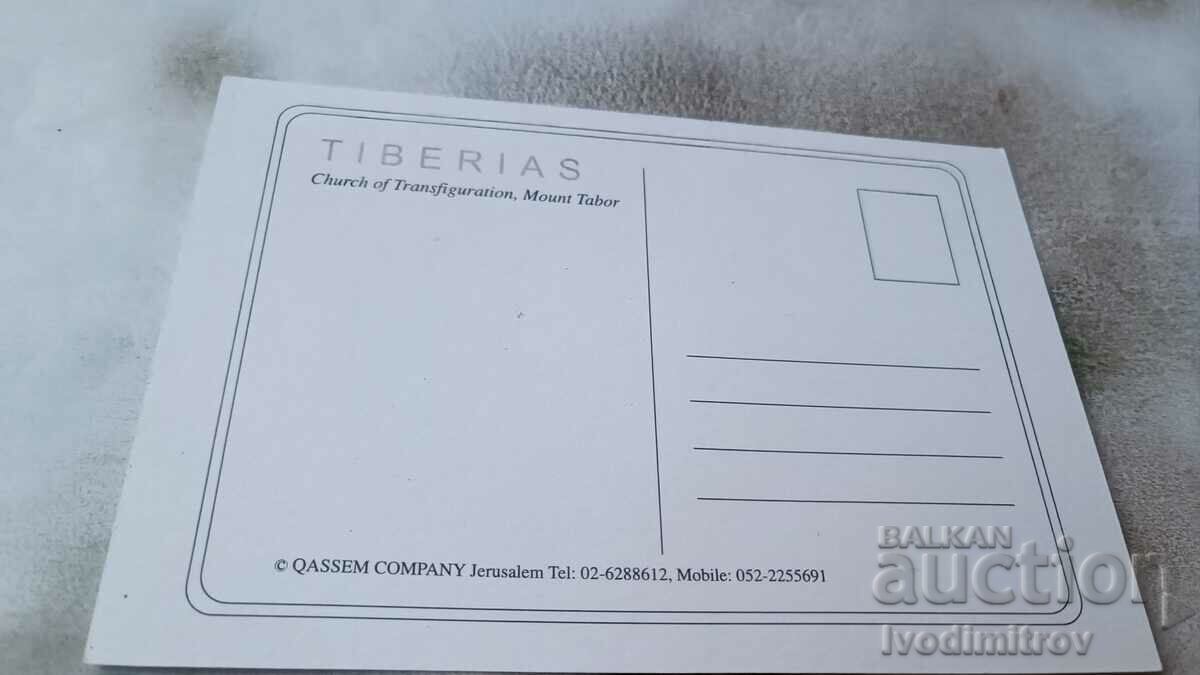 TIBERIAS
Church of Transfiguration, Mount Tabor
© QASSEM COMPANY Jerusalem Tel: 02-6288612, Mobile: 052-2255691
BALKAN
auction
Ivodimitrov